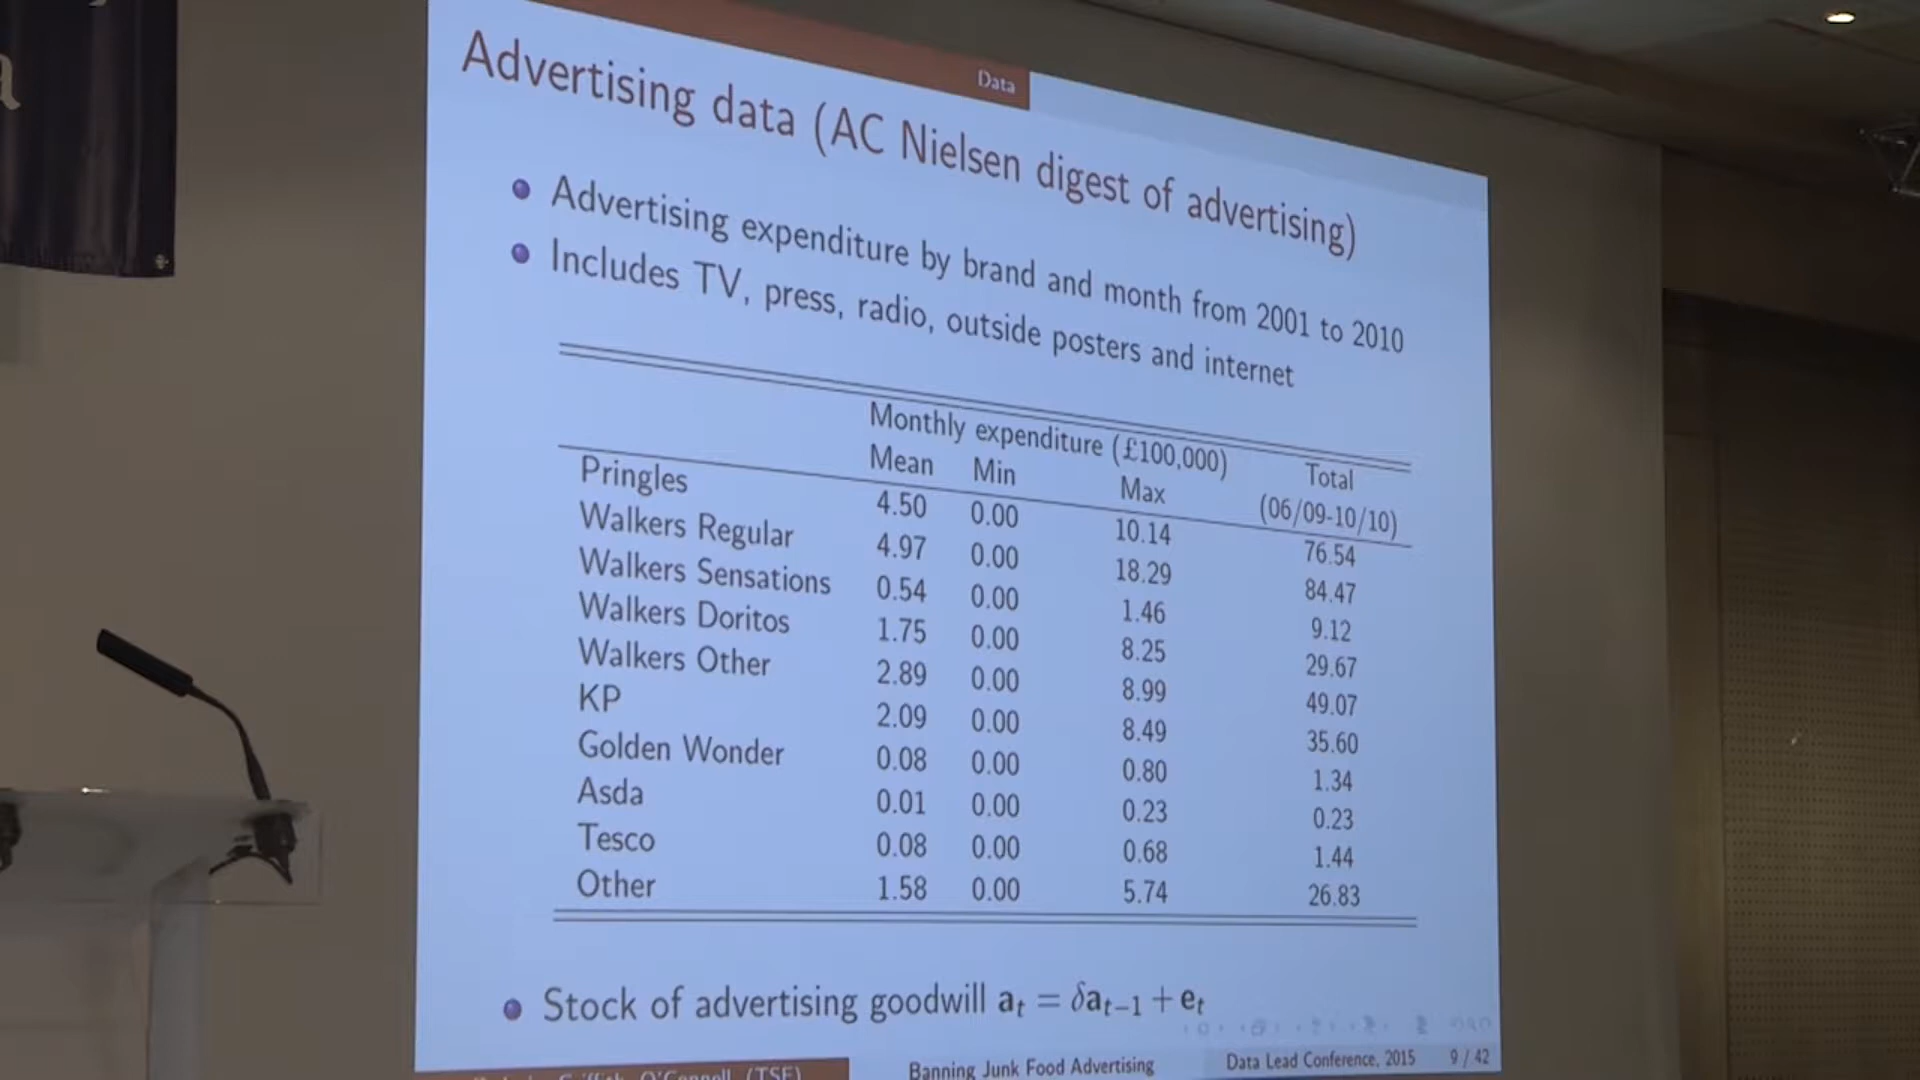 Data
Advertising data (AC Nielsen digest of advertising)
Advertising expenditure by brand and month from 2001 to 2010
Includes TV, press, radio, outside posters and internet
Monthly expenditure (£100,000) Total
Mean Min Max (06/09-10/10)
Pringles 4.50 0.00 10.14 76.54
Walkers Regular 4.97 0.00 18.29 84.47
Walkers Sensations 0.54 0.00 1.46 9.12
Walkers Doritos 1.75 0.00 8.25 29.67
Walkers Other 2.89 0.00 8.99 49.07
KP 2.09 0.00 8.49 35.60
Golden Wonder 0.08 0.00 0.80 1.34
Asda 0.01 0.00 0.23 0.23
Tesco 0.08 0.00 0.68 1.44
Other 1.58 0.00 5.74 26.83
Stock of advertising goodwill aₜ = δaₜ₋₁ + eₜ
Griffith, O'Connell (TSE) Banning Junk Food Advertising Data Lead Conference, 2015 9 / 42